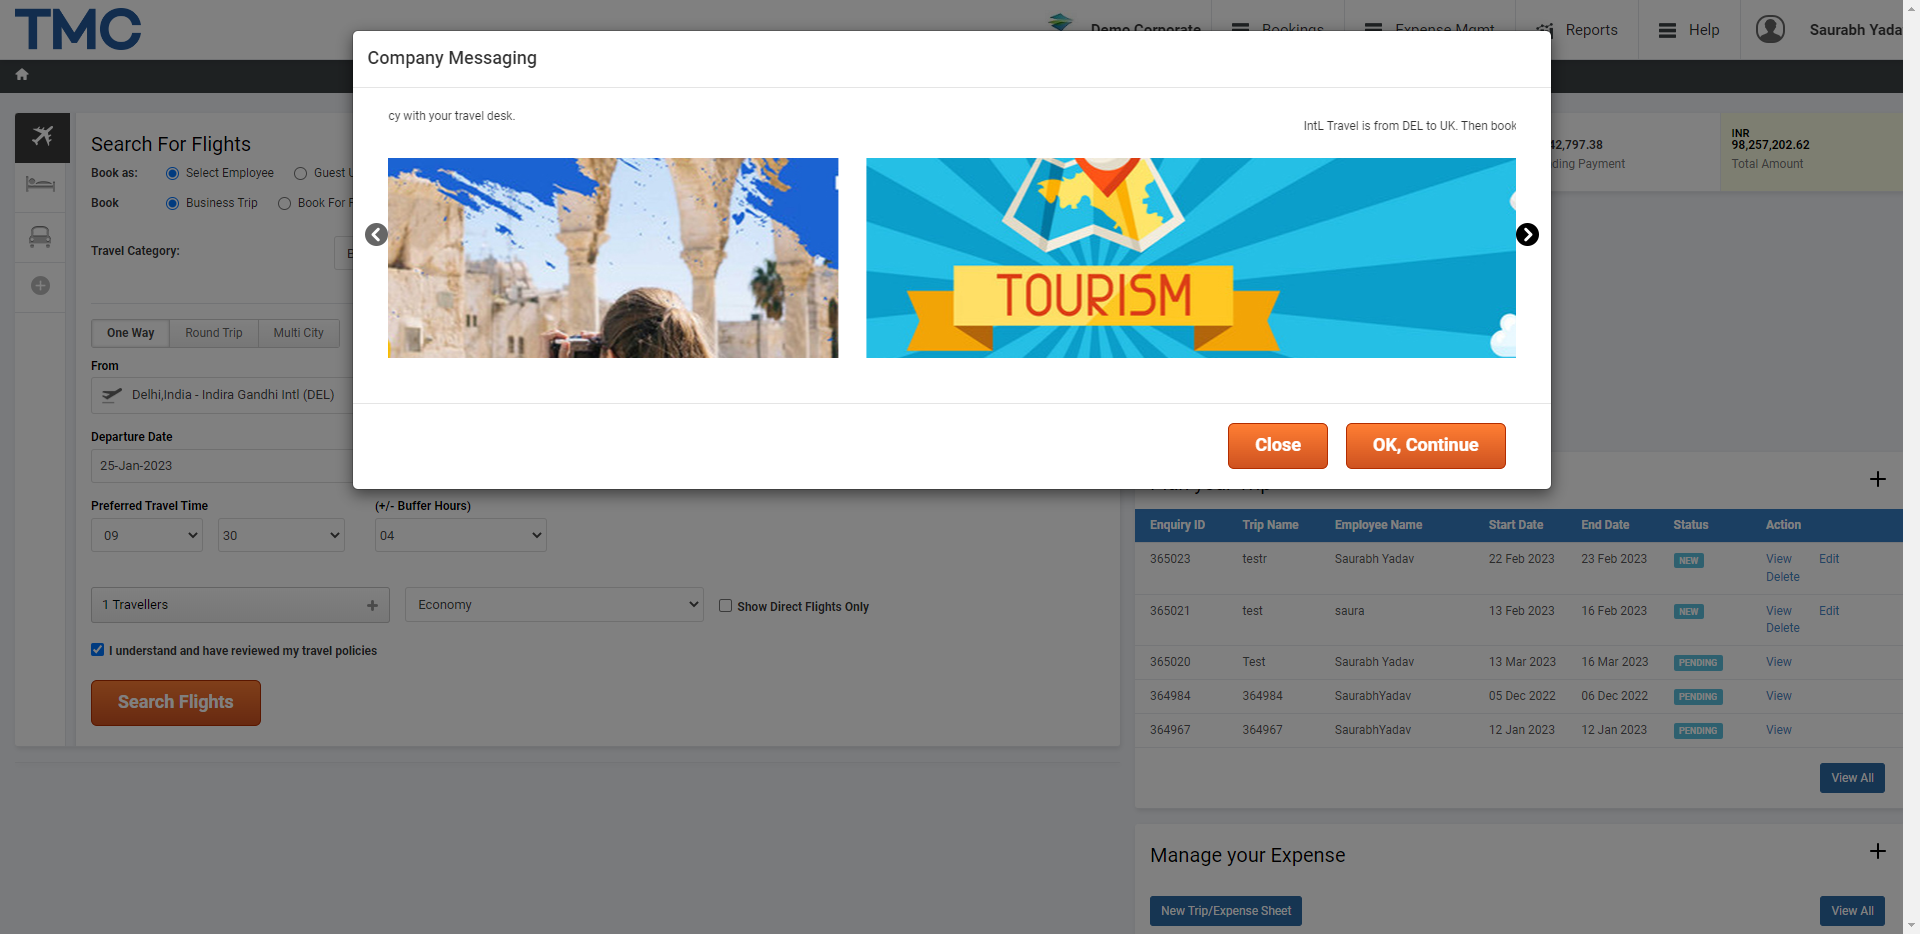 TMC
Demo Corporate
Bookings
Expense Mgmt
Reports
Help
Saurabh Yada
Company Messaging
cy with your travel desk.
IntL Travel is from DEL to UK. Then book
TOURISM
Close
OK, Continue
Search For Flights
Book as:
Select Employee
Guest
Book
Business Trip
Book For
Travel Category:
One Way
Round Trip
Multi City
From
Delhi,India - Indira Gandhi Intl (DEL)
Departure Date
25-Jan-2023
Preferred Travel Time
(+/- Buffer Hours)
09
30
04
1 Travellers
Economy
Show Direct Flights Only
I understand and have reviewed my travel policies
Search Flights
42,797.38
ding Payment
INR
98,257,202.62
Total Amount
Enquiry ID Trip Name Employee Name Start Date End Date Status Action
365023 testr Saurabh Yadav 22 Feb 2023 23 Feb 2023 NEW View Edit
Delete
365021 test saura 13 Feb 2023 16 Feb 2023 NEW View Edit
Delete
365020 Test Saurabh Yadav 13 Mar 2023 16 Mar 2023 PENDING View
364984 364984 SaurabhYadav 05 Dec 2022 06 Dec 2022 PENDING View
364967 364967 SaurabhYadav 12 Jan 2023 12 Jan 2023 PENDING View
View All
Manage your Expense
New Trip/Expense Sheet
View All